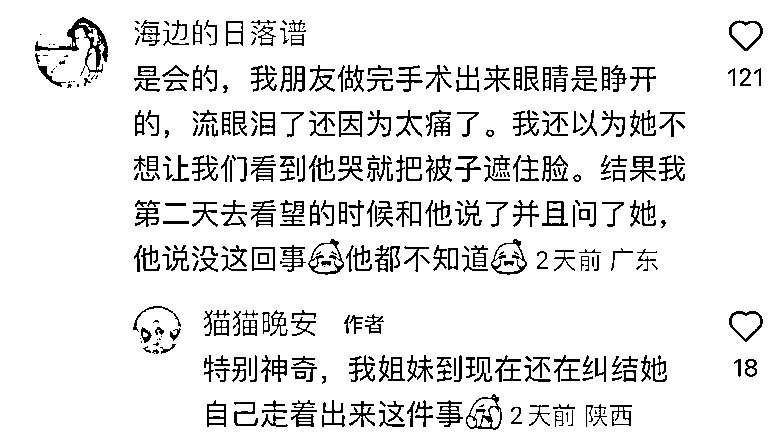 海边的日落谱
121
是会的，我朋友做完手术出来眼睛是睁开
的，流眼泪了还因为太痛了。我还以为她不
想让我们看到他哭就把被子遮住脸。结果我
第二天去看望的时候和他说了并且问了她，
他说没这回事😭他都不知道😭 2天前 广东
猫猫晚安 作者
18
特别神奇，我姐妹到现在还在纠结她
自己走着出来这件事🤣 2天前 陕西